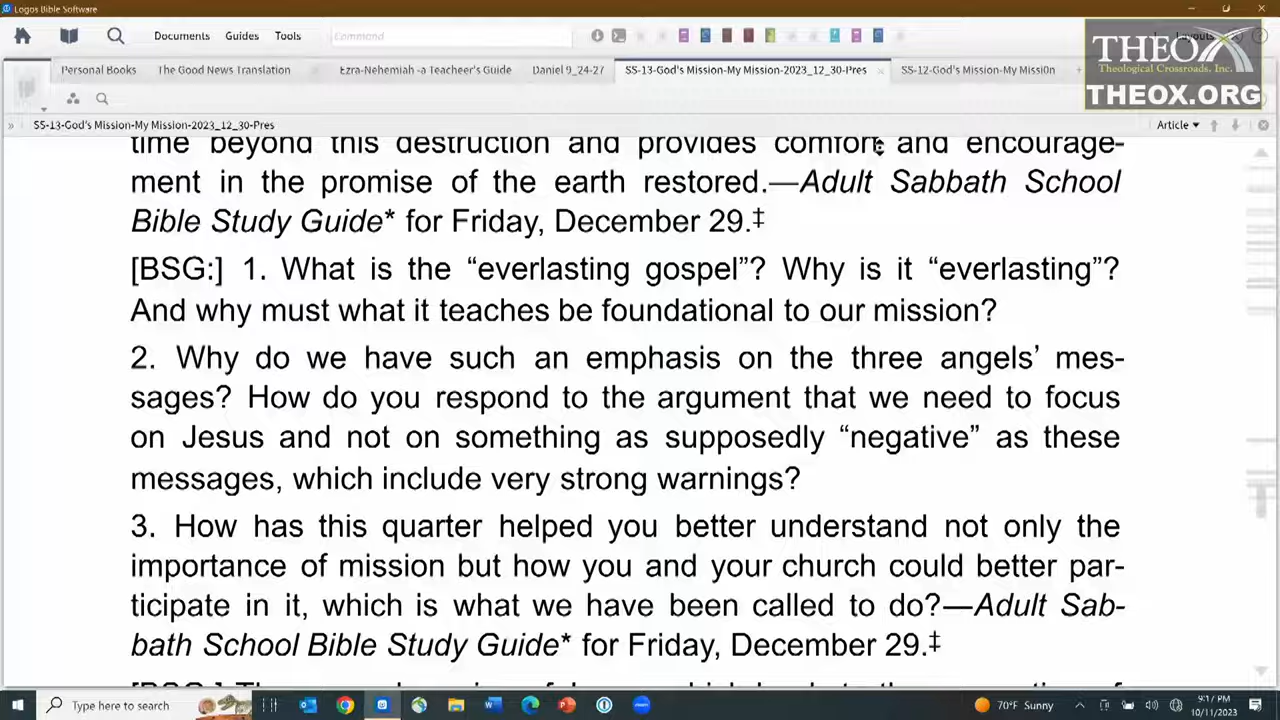 Logos Bible Software
Documents Guides Tools Command
Layouts
THEOX
Theological Crossroads, Inc.
THEOX.ORG
Personal Books The Good News Translation Daniel 9_24-27 SS-13-God's Mission-My Mission-2023_12_30-Pres SS-12-God's Mission-My Missi0n
SS-13-God's Mission-My Mission-2023_12_30-Pres Article
time beyond this destruction and provides comfort and encourage-
ment in the promise of the earth restored.—Adult Sabbath School
Bible Study Guide* for Friday, December 29.‡
[BSG:] 1. What is the “everlasting gospel”? Why is it “everlasting”?
And why must what it teaches be foundational to our mission?
2. Why do we have such an emphasis on the three angels’ mes-
sages? How do you respond to the argument that we need to focus
on Jesus and not on something as supposedly “negative” as these
messages, which include very strong warnings?
3. How has this quarter helped you better understand not only the
importance of mission but how you and your church could better par-
ticipate in it, which is what we have been called to do?—Adult Sab-
bath School Bible Study Guide* for Friday, December 29.‡
Type here to search
70°F Sunny
9:17 PM
10/11/2023